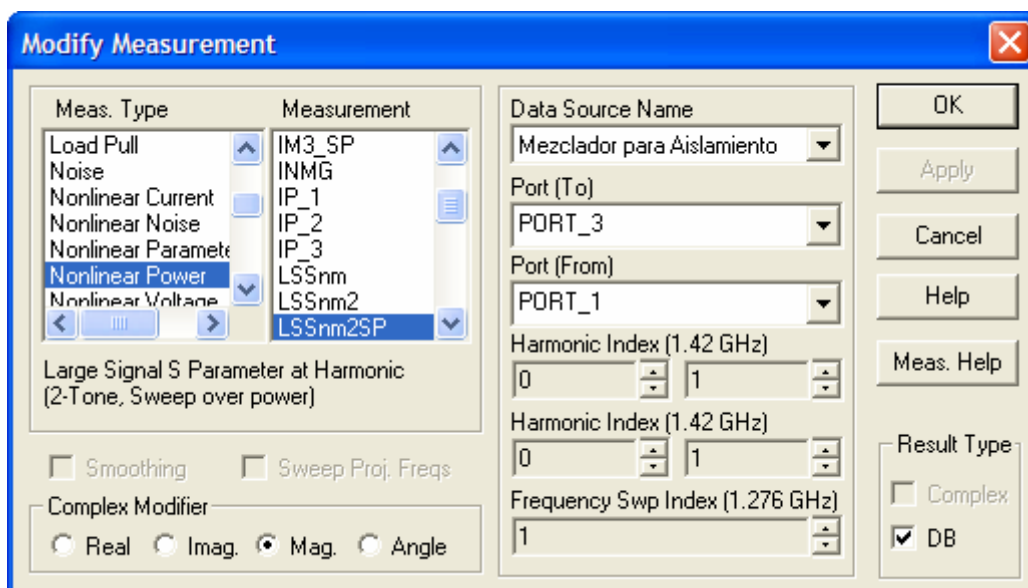 Modify Measurement
Meas. Type
Measurement
Load Pull
Noise
Nonlinear Current
Nonlinear Noise
Nonlinear Paramete
Nonlinear Power
Nonlinear Voltage
IM3_SP
INMG
IP_1
IP_2
IP_3
LSSnm
LSSnm2
LSSnm2SP
Large Signal S Parameter at Harmonic
(2-Tone, Sweep over power)
Smoothing
Sweep Proj. Freqs
Complex Modifier
Real
Imag.
Mag.
Angle
Data Source Name
Mezclador para Aislamiento
Port (To)
PORT_3
Port (From)
PORT_1
Harmonic Index (1.42 GHz)
0 1
Harmonic Index (1.42 GHz)
0 1
Frequency Swp Index (1.276 GHz)
1
OK
Apply
Cancel
Help
Meas. Help
Result Type
Complex
DB